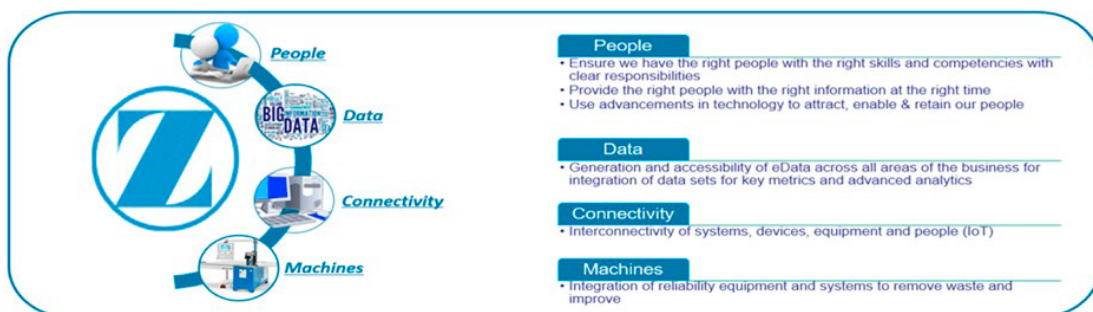 People
BIG
INFORMATION
DATA
Data
Connectivity
Machines
Z
People
• Ensure we have the right people with the right skills and competencies with
clear responsibilities
• Provide the right people with the right information at the right time
• Use advancements in technology to attract, enable & retain our people
Data
• Generation and accessibility of eData across all areas of the business for
integration of data sets for key metrics and advanced analytics
Connectivity
• Interconnectivity of systems, devices, equipment and people (IoT)
Machines
• Integration of reliability equipment and systems to remove waste and
improve